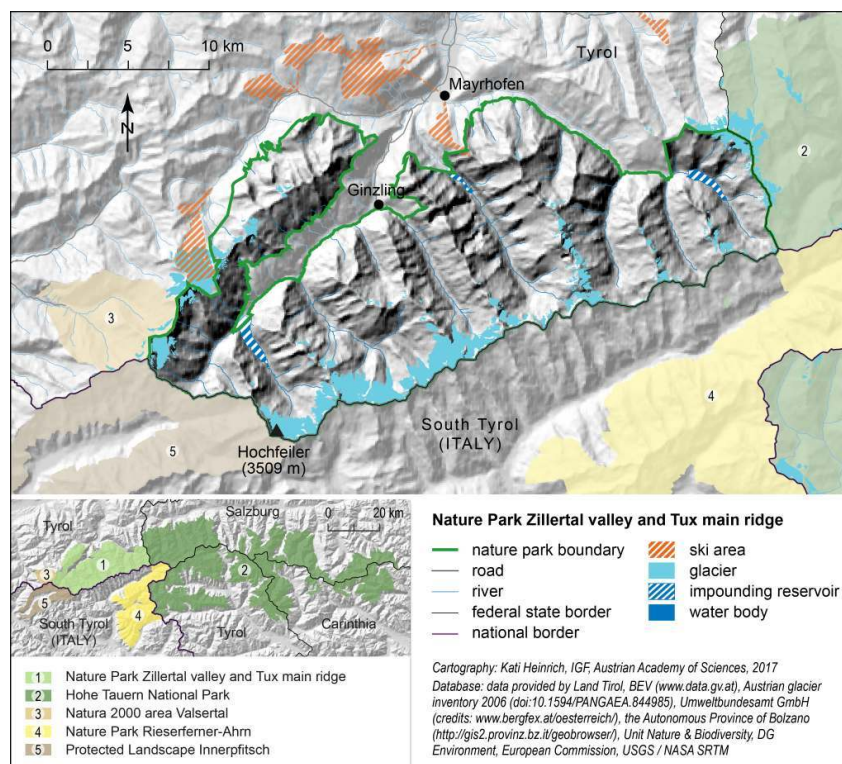 0 5 10 km
Tyrol
Mayrhofen
N
2
Ginzling
3
4
5
South Tyrol
(ITALY)
Hochfeiler
(3509 m)
Salzburg
0 20 km
Tyrol
1
2
3
5
4
South Tyrol
(ITALY)
Tyrol
Carinthia
1 Nature Park Zillertal valley and Tux main ridge
2 Hohe Tauern National Park
3 Natura 2000 area Valsertal
4 Nature Park Rieserferner-Ahrn
5 Protected Landscape Innerpfitsch
Nature Park Zillertal valley and Tux main ridge
nature park boundary
road
river
federal state border
national border
ski area
glacier
impounding reservoir
water body
Cartography: Kati Heinrich, IGF, Austrian Academy of Sciences, 2017
Database: data provided by Land Tirol, BEV (www.data.gv.at), Austrian glacier
inventory 2006 (doi:10.1594/PANGAEA.844985), Umweltbundesamt GmbH
(credits: www.bergfex.at/oesterreich/), the Autonomous Province of Bolzano
(http://gis2.provinz.bz.it/geobrowser/), Unit Nature & Biodiversity, DG
Environment, European Commission, USGS / NASA SRTM